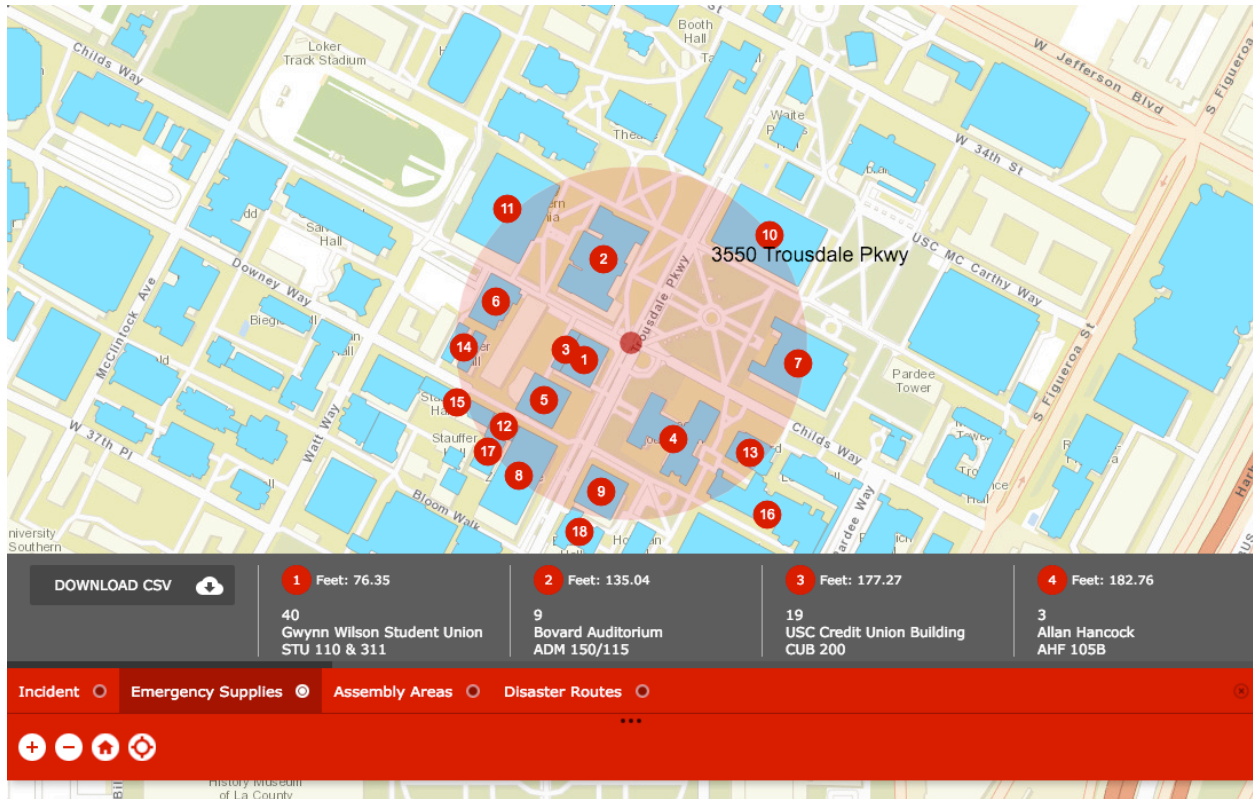 Booth
Hall
W Jefferson Blvd
S Figueroa
Childs Way
Loker
Track Stadium
Waite
W 34th St
11
10
3550 Trousdale Pkwy
2
USC MC Carthy Way
Hall
Downey Way
McClintock Ave
6
Trousdale Pkwy
S Figueroa St
14
3
1
7
Pardee
Tower
15
5
Watt Way
12
4
Childs Way
W 37th Pl
Stauffer
17
13
8
9
16
Bloom Walk
Pardee Way
18
Southern
DOWNLOAD CSV
1 Feet: 76.35
40
Gwynn Wilson Student Union
STU 110 & 311
2 Feet: 135.04
9
Bovard Auditorium
ADM 150/115
3 Feet: 177.27
19
USC Credit Union Building
CUB 200
4 Feet: 182.76
3
Allan Hancock
AHF 105B
Incident
Emergency Supplies
Assembly Areas
Disaster Routes
History Museum
of La County